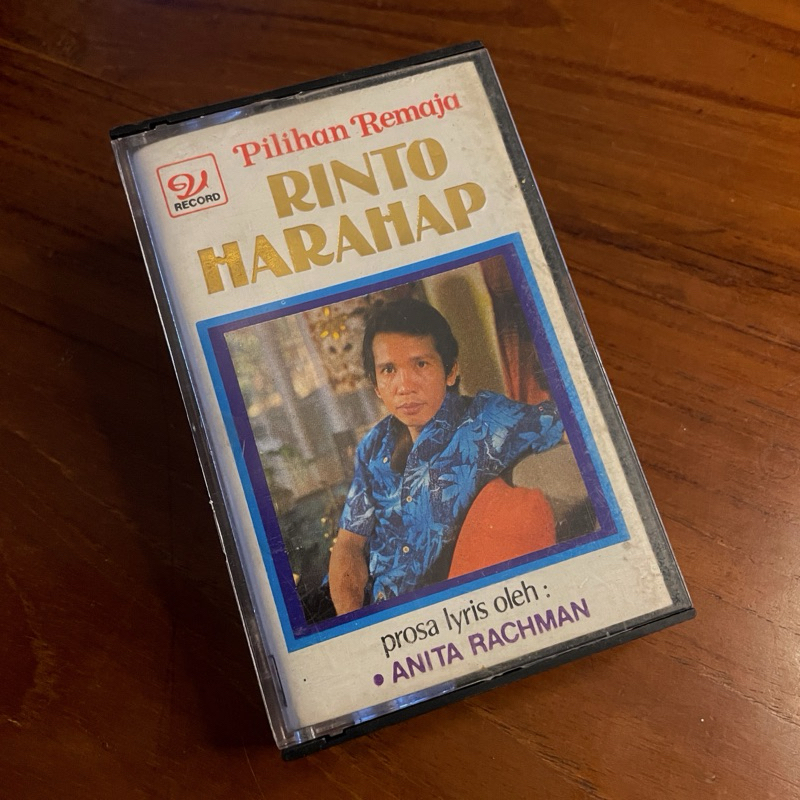 Pilihan Remaja
RECORD
RINTO
HARAHAP
prosa lyris oleh :
• ANITA RACHMAN